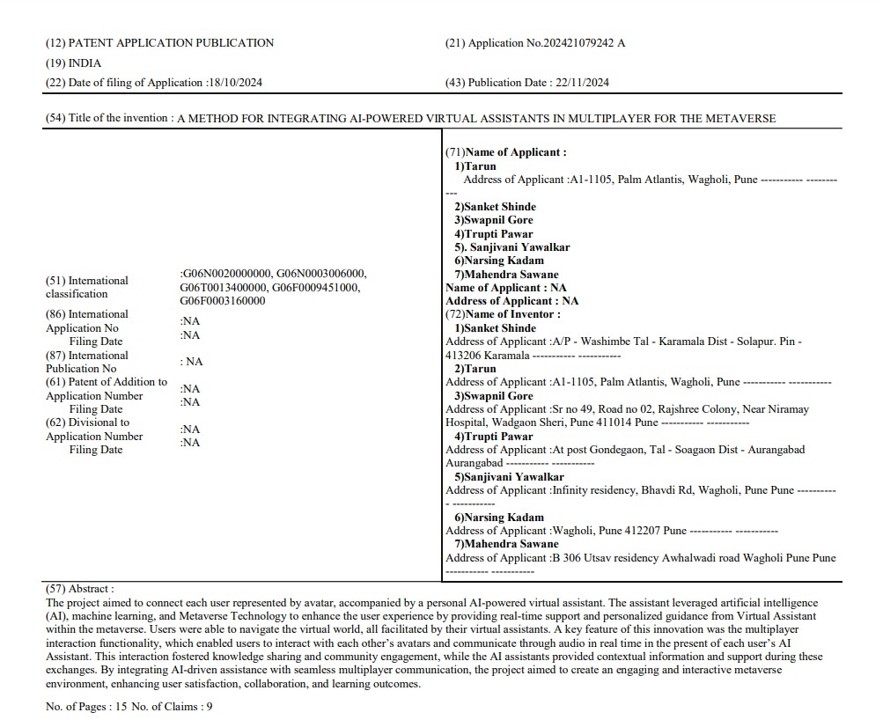 (12) PATENT APPLICATION PUBLICATION
(21) Application No.202421079242 A
(19) INDIA
(22) Date of filing of Application :18/10/2024
(43) Publication Date : 22/11/2024
(54) Title of the invention : A METHOD FOR INTEGRATING AI-POWERED VIRTUAL ASSISTANTS IN MULTIPLAYER FOR THE METAVERSE
(51) International
classification
:G06N0020000000, G06N0003006000,
G06T0013400000, G06F0009451000,
G06F0003160000
(86) International
Application No
:NA
Filing Date
:NA
(87) International
Publication No
: NA
(61) Patent of Addition to
Application Number
:NA
Filing Date
:NA
(62) Divisional to
Application Number
:NA
Filing Date
:NA
(71)Name of Applicant :
1)Tarun
Address of Applicant :A1-1105, Palm Atlantis, Wagholi, Pune ----------- --------
---
2)Sanket Shinde
3)Swapnil Gore
4)Trupti Pawar
5). Sanjivani Yawalkar
6)Narsing Kadam
7)Mahendra Sawane
Name of Applicant : NA
Address of Applicant : NA
(72)Name of Inventor :
1)Sanket Shinde
Address of Applicant :A/P - Washimbe Tal - Karamala Dist - Solapur. Pin -
413206 Karamala ----------- -----------
2)Tarun
Address of Applicant :A1-1105, Palm Atlantis, Wagholi, Pune ----------- -----------
3)Swapnil Gore
Address of Applicant :Sr no 49, Road no 02, Rajshree Colony, Near Niramay
Hospital, Wadgaon Sheri, Pune 411014 Pune ----------- -----------
4)Trupti Pawar
Address of Applicant :At post Gondegaon, Tal - Soagaon Dist - Aurangabad
Aurangabad ----------- -----------
5)Sanjivani Yawalkar
Address of Applicant :Infinity residency, Bhavdi Rd, Wagholi, Pune Pune ----------
- -----------
6)Narsing Kadam
Address of Applicant :Wagholi, Pune 412207 Pune ----------- -----------
7)Mahendra Sawane
Address of Applicant :B 306 Utsav residency Awhalwadi road Wagholi Pune Pune
----------- -----------
(57) Abstract :
The project aimed to connect each user represented by avatar, accompanied by a personal AI-powered virtual assistant. The assistant leveraged artificial intelligence
(AI), machine learning, and Metaverse Technology to enhance the user experience by providing real-time support and personalized guidance from Virtual Assistant
within the metaverse. Users were able to navigate the virtual world, all facilitated by their virtual assistants. A key feature of this innovation was the multiplayer
interaction functionality, which enabled users to interact with each other's avatars and communicate through audio in real time in the present of each user's AI
Assistant. This interaction fostered knowledge sharing and community engagement, while the AI assistants provided contextual information and support during these
exchanges. By integrating AI-driven assistance with seamless multiplayer communication, the project aimed to create an engaging and interactive metaverse
environment, enhancing user satisfaction, collaboration, and learning outcomes.
No. of Pages : 15 No. of Claims : 9